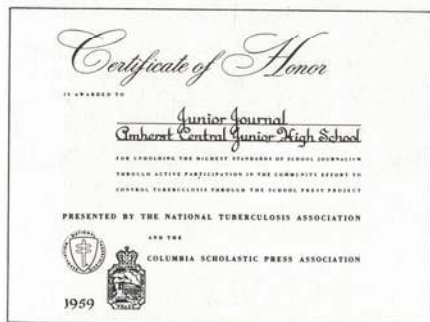 Certificate of Honor
IS AWARDED TO
Junior Journal
Amherst Central Junior High School
FOR UPHOLDING THE HIGHEST STANDARDS OF SCHOOL JOURNALISM
THROUGH ACTIVE PARTICIPATION IN THE COMMUNITY EFFORT TO
CONTROL TUBERCULOSIS THROUGH THE SCHOOL PRESS PROJECT
PRESENTED BY THE NATIONAL TUBERCULOSIS ASSOCIATION
AND THE
COLUMBIA SCHOLASTIC PRESS ASSOCIATION
1959